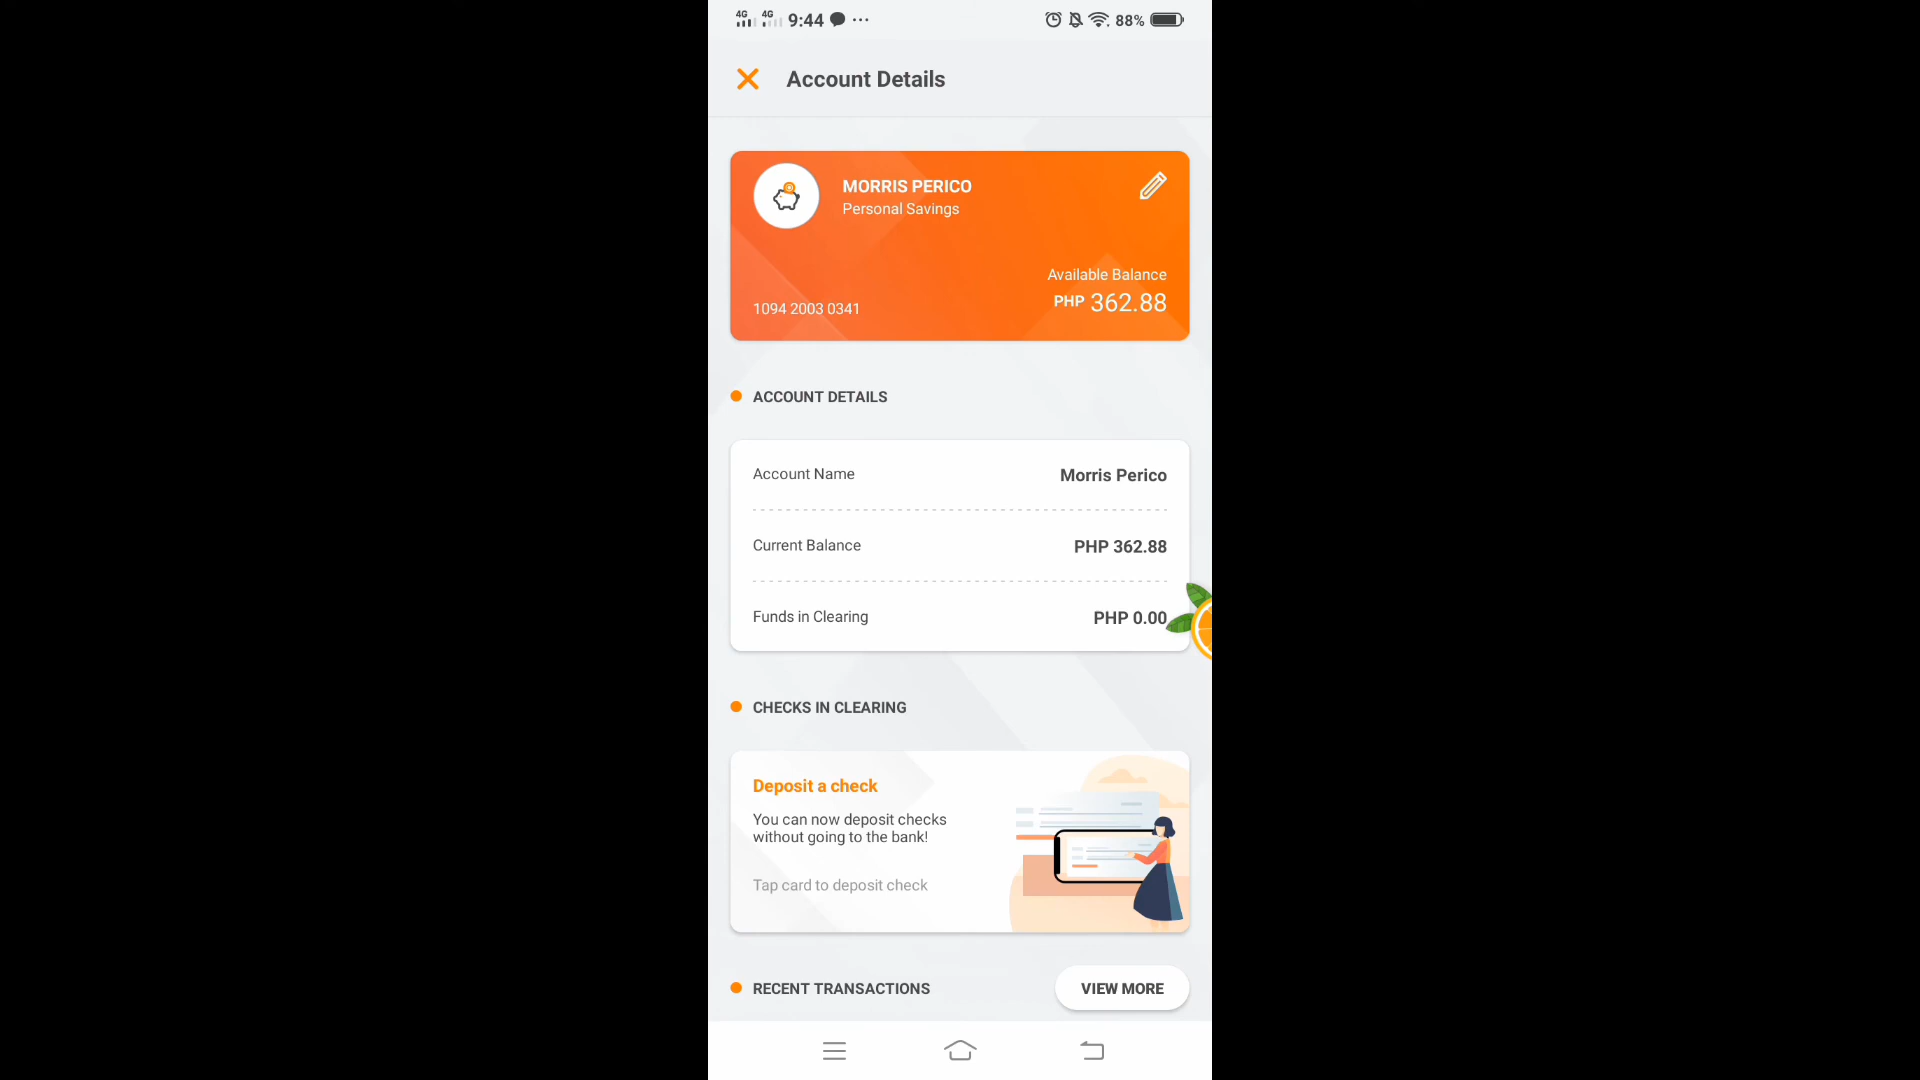 4G 4G 9:44 ... 88%
Account Details
MORRIS PERICO
Personal Savings
Available Balance
PHP 362.88
1094 2003 0341
ACCOUNT DETAILS
Account Name Morris Perico
Current Balance PHP 362.88
Funds in Clearing PHP 0.00
CHECKS IN CLEARING
Deposit a check
You can now deposit checks
without going to the bank!
Tap card to deposit check
RECENT TRANSACTIONS VIEW MORE